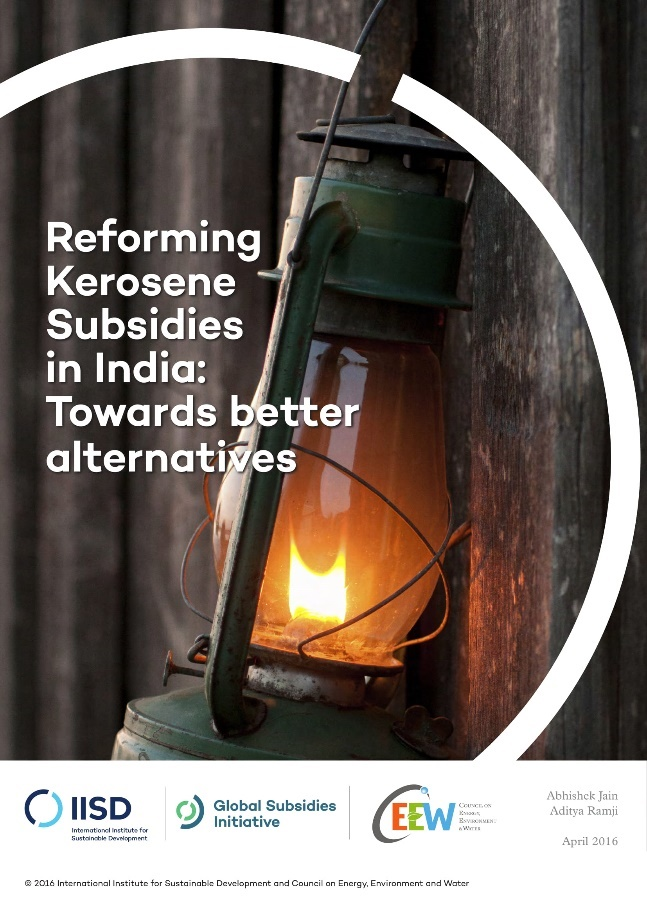 Reforming
Kerosene
Subsidies
in India:
Towards better
alternatives
IISD
International Institute for
Sustainable Development
Global Subsidies
Initiative
CEEW
COUNCIL ON
ENERGY,
ENVIRONMENT
& WATER
Abhishek Jain
Aditya Ramji
April 2016
© 2016 International Institute for Sustainable Development and Council on Energy, Environment and Water